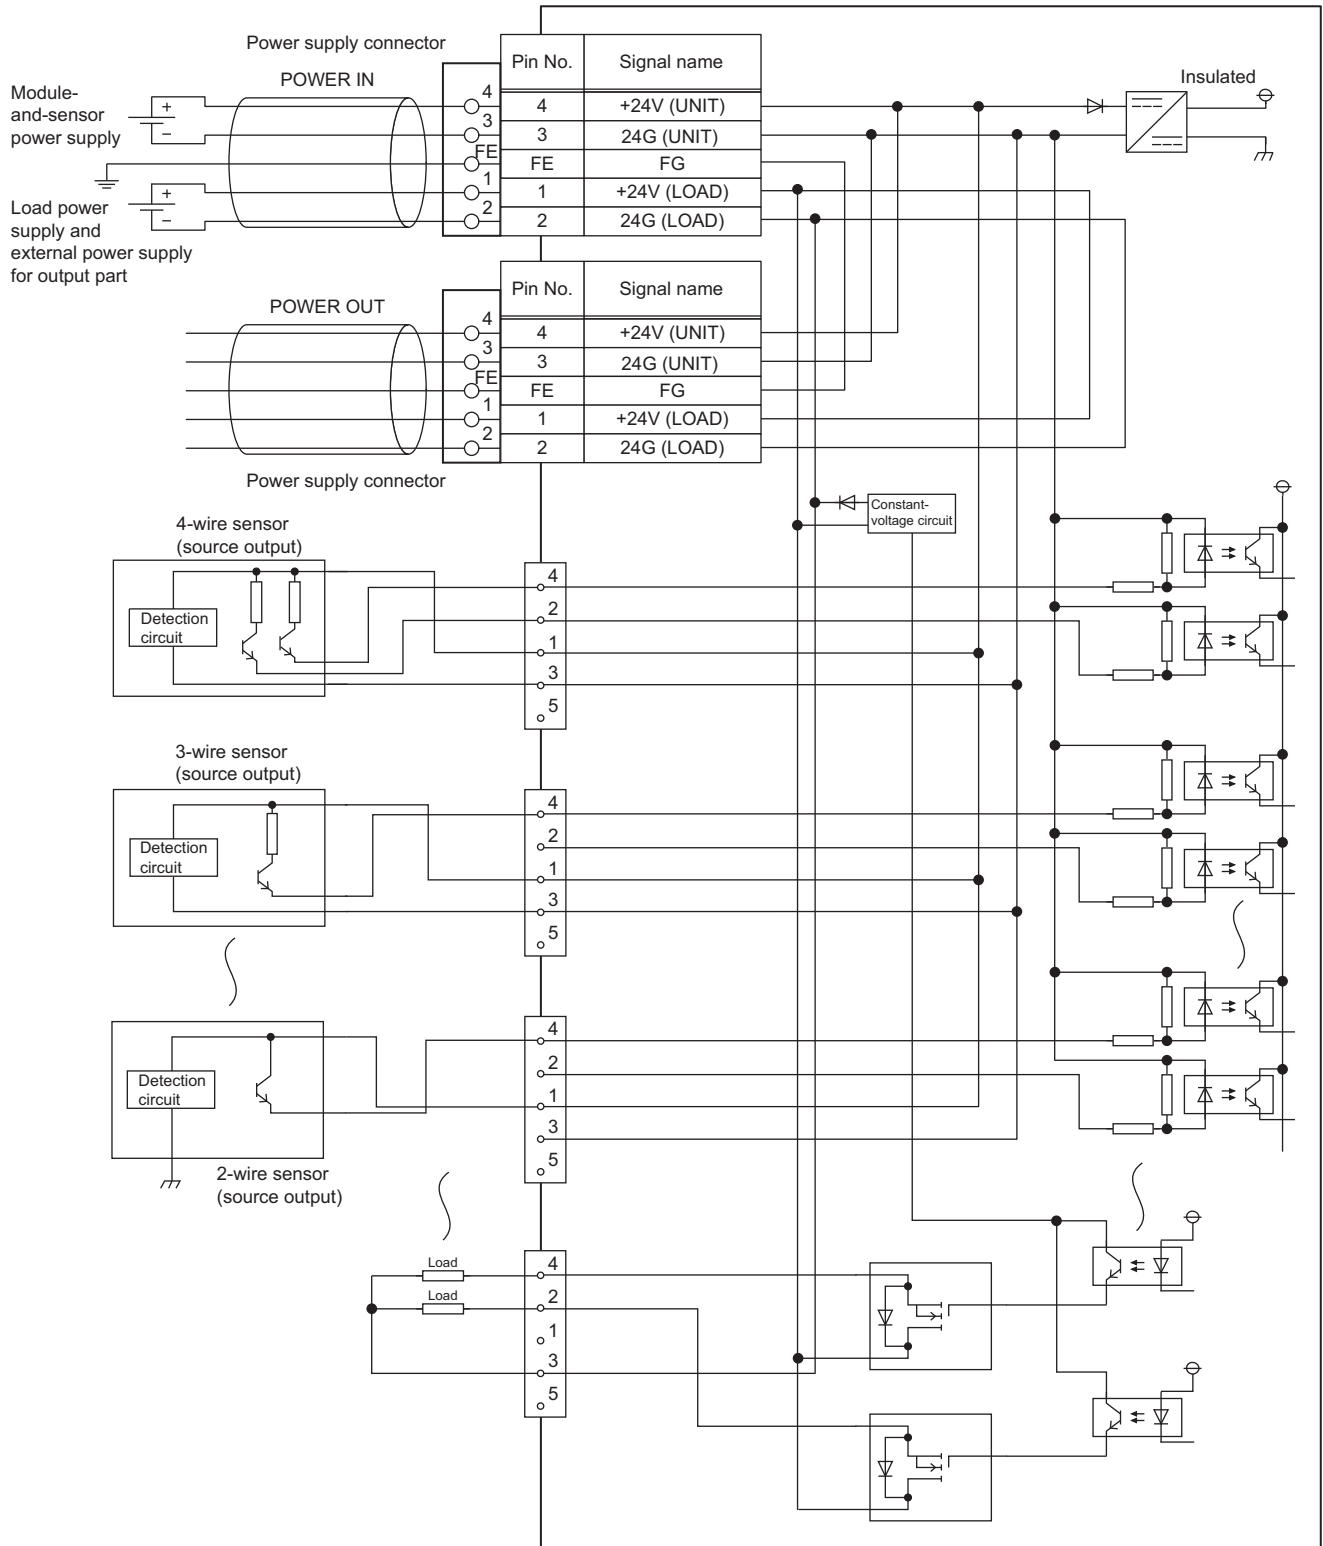 Power supply connector
POWER IN
Module-
and-sensor
power supply
+
−
Load power
supply and
external power supply
for output part
+
−
4
3
FE
1
2
Pin No. Signal name
4 +24V (UNIT)
3 24G (UNIT)
FE FG
1 +24V (LOAD)
2 24G (LOAD)
Insulated
POWER OUT
4
3
FE
1
2
Pin No. Signal name
4 +24V (UNIT)
3 24G (UNIT)
FE FG
1 +24V (LOAD)
2 24G (LOAD)
Power supply connector
Constant-
voltage circuit
4-wire sensor
(source output)
Detection
circuit
4
2
1
3
5
3-wire sensor
(source output)
Detection
circuit
4
2
1
3
5
Detection
circuit
2-wire sensor
(source output)
4
2
1
3
5
Load
Load
4
2
1
3
5